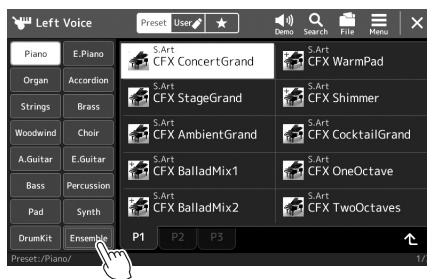 Left Voice
Preset User ★
Demo Search File Menu
Piano E.Piano
Organ Accordion
Strings Brass
Woodwind Choir
A.Guitar E.Guitar
Bass Percussion
Pad Synth
DrumKit Ensemble
S.Art
CFX ConcertGrand
S.Art
CFX WarmPad
S.Art
CFX StageGrand
S.Art
CFX Shimmer
S.Art
CFX AmbientGrand
S.Art
CFX CocktailGrand
S.Art
CFX BalladMix1
S.Art
CFX OneOctave
S.Art
CFX BalladMix2
S.Art
CFX TwoOctaves
P1 P2 P3
Preset:/Piano/ 1/